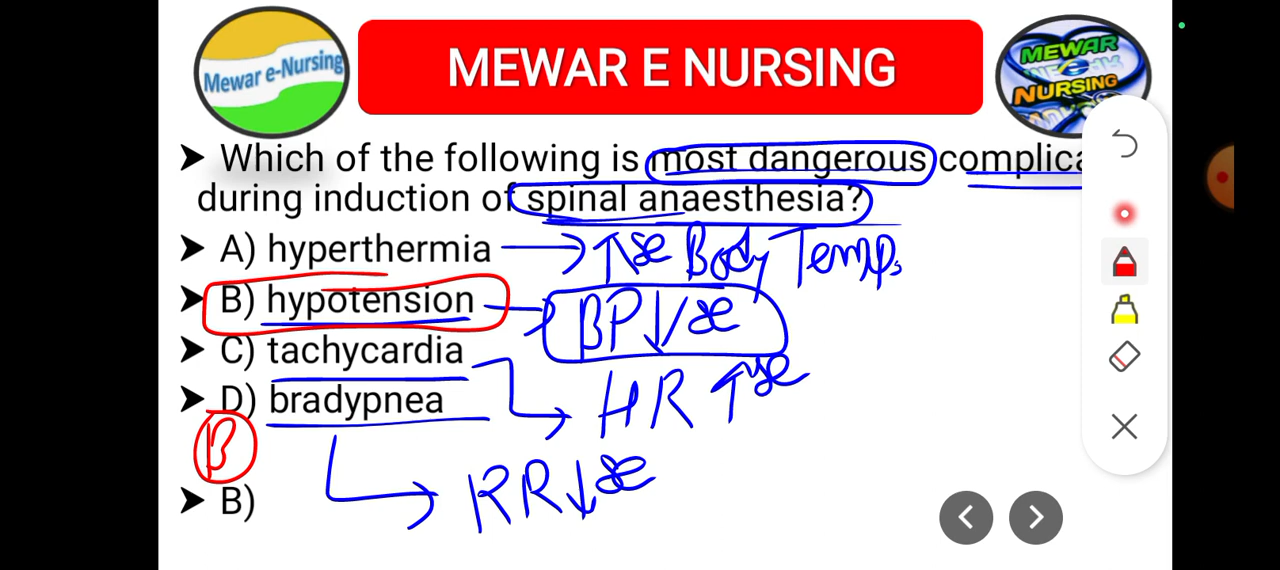 Mewar e-Nursing
MEWAR E NURSING
MEWAR
NURSING
➤ Which of the following is most dangerous complica
during induction of spinal anaesthesia?
➤ A) hyperthermia → ↑se Body Temp.
➤ B) hypotension → BP↓se
➤ C) tachycardia → HR ↑se
➤ D) bradypnea → RR↓se
B
➤ B)